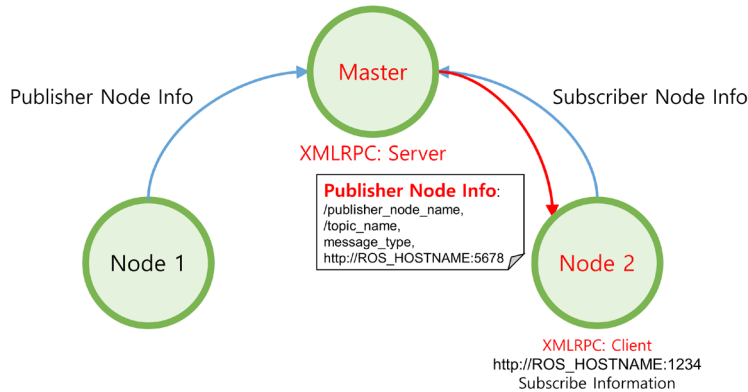 Master
Publisher Node Info
Subscriber Node Info
XMLRPC: Server
Publisher Node Info:
/publisher_node_name,
/topic_name,
message_type,
http://ROS_HOSTNAME:5678
Node 1
Node 2
XMLRPC: Client
http://ROS_HOSTNAME:1234
Subscribe Information